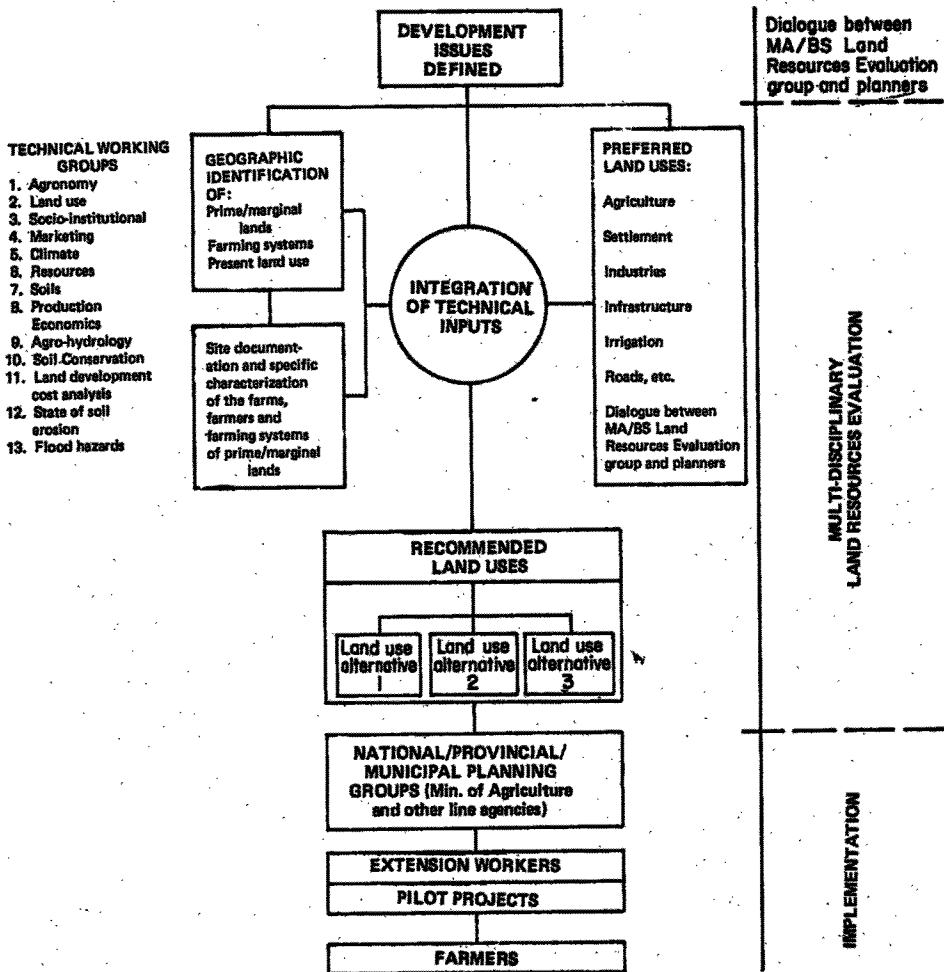 DEVELOPMENT
ISSUES
DEFINED
Dialogue between
MA/BS Land
Resources Evaluation
group and planners
TECHNICAL WORKING
GROUPS
1. Agronomy
2. Land use
3. Socio-institutional
4. Marketing
5. Climate
6. Resources
7. Soils
8. Production
Economics
9. Agro-hydrology
10. Soil Conservation
11. Land development
cost analysis
12. State of soil
erosion
13. Flood hazards
GEOGRAPHIC
IDENTIFICATION
OF:
Prime/marginal
lands
Farming systems
Present land use
Site document-
ation and specific
characterization
of the farms,
farmers and
farming systems
of prime/marginal
lands
INTEGRATION
OF TECHNICAL
INPUTS
PREFERRED
LAND USES:
Agriculture
Settlement
Industries
Infrastructure
Irrigation
Roads, etc.
Dialogue between
MA/BS Land
Resources Evaluation
group and planners
MULTI-DISCIPLINARY
LAND RESOURCES EVALUATION
RECOMMENDED
LAND USES
Land use
alternative
1
Land use
alternative
2
Land use
alternative
3
NATIONAL/PROVINCIAL/
MUNICIPAL PLANNING
GROUPS (Min. of Agriculture
and other line agencies)
EXTENSION WORKERS
PILOT PROJECTS
FARMERS
IMPLEMENTATION